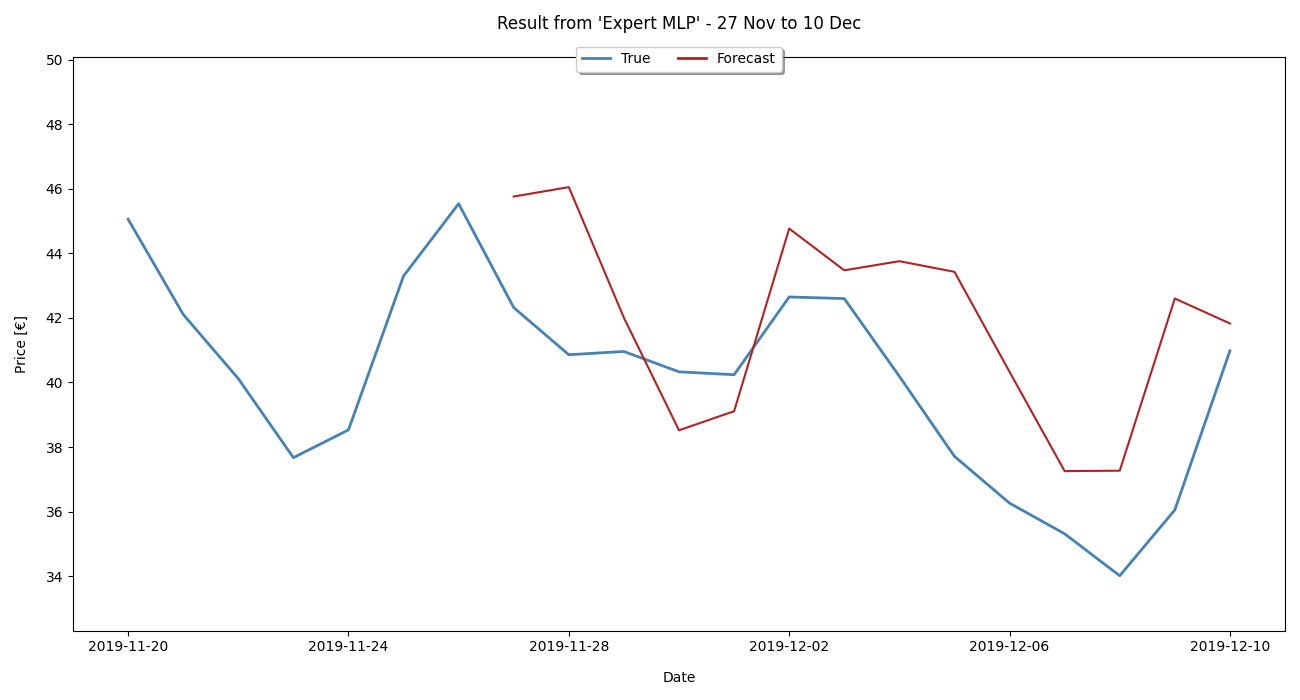 Result from 'Expert MLP' - 27 Nov to 10 Dec
True Forecast
50
48
46
44
42
40
38
36
34
Price [€]
2019-11-20 2019-11-24 2019-11-28 2019-12-02 2019-12-06 2019-12-10
Date